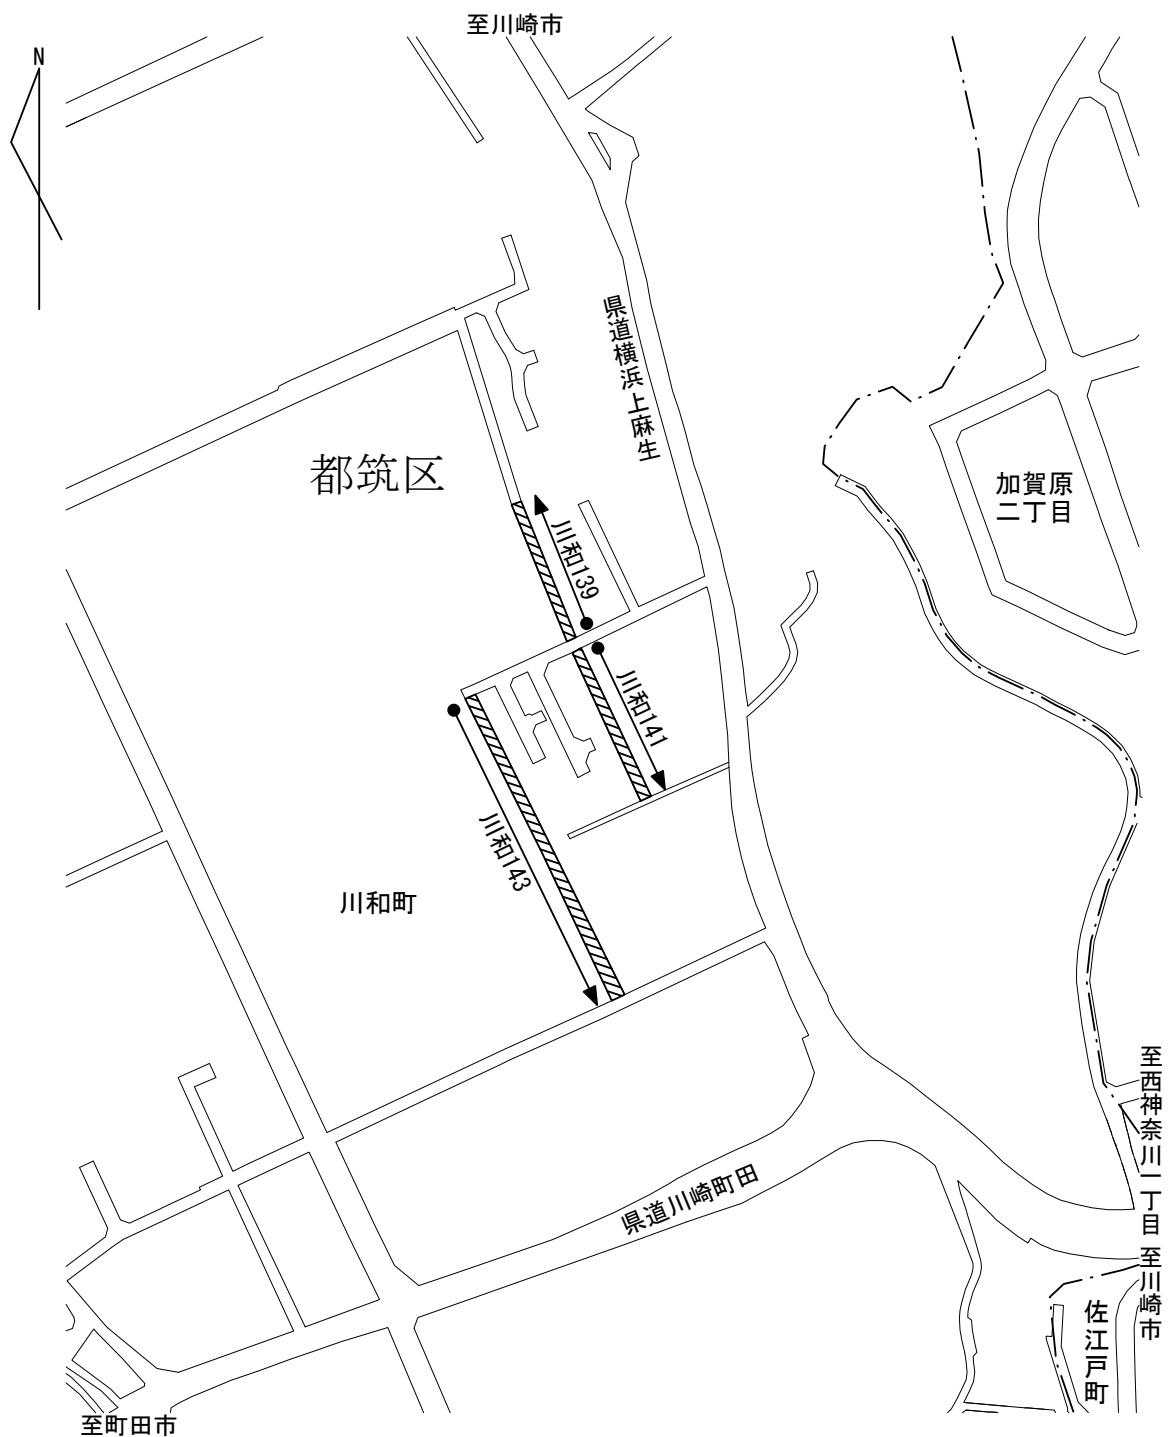 至川崎市
N
県道横浜上麻生
都筑区
加賀原
二丁目
川和139
川和141
川和143
川和町
至西神奈川一丁目
県道川崎町田
至川崎市
佐江戸町
至町田市